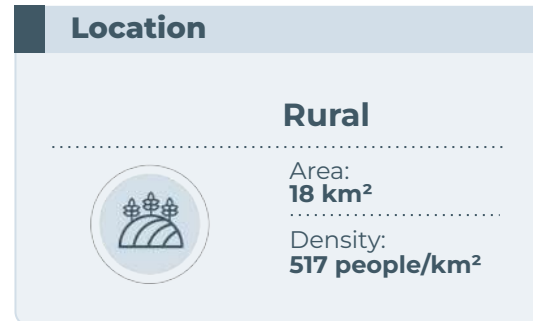 Location
Rural
Area:
18 km²
Density:
517 people/km²